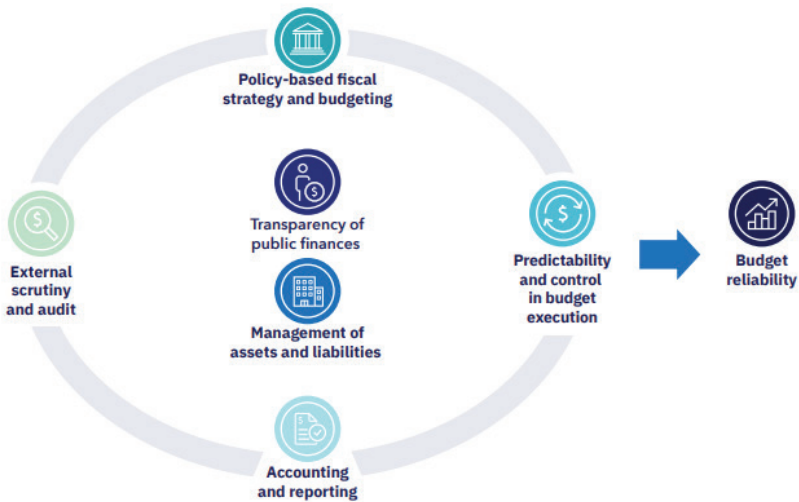 Policy-based fiscal
strategy and budgeting
Transparency of
public finances
External
scrutiny
and audit
Management of
assets and liabilities
Predictability
and control
in budget
execution
Budget
reliability
Accounting
and reporting
$
$
$
$